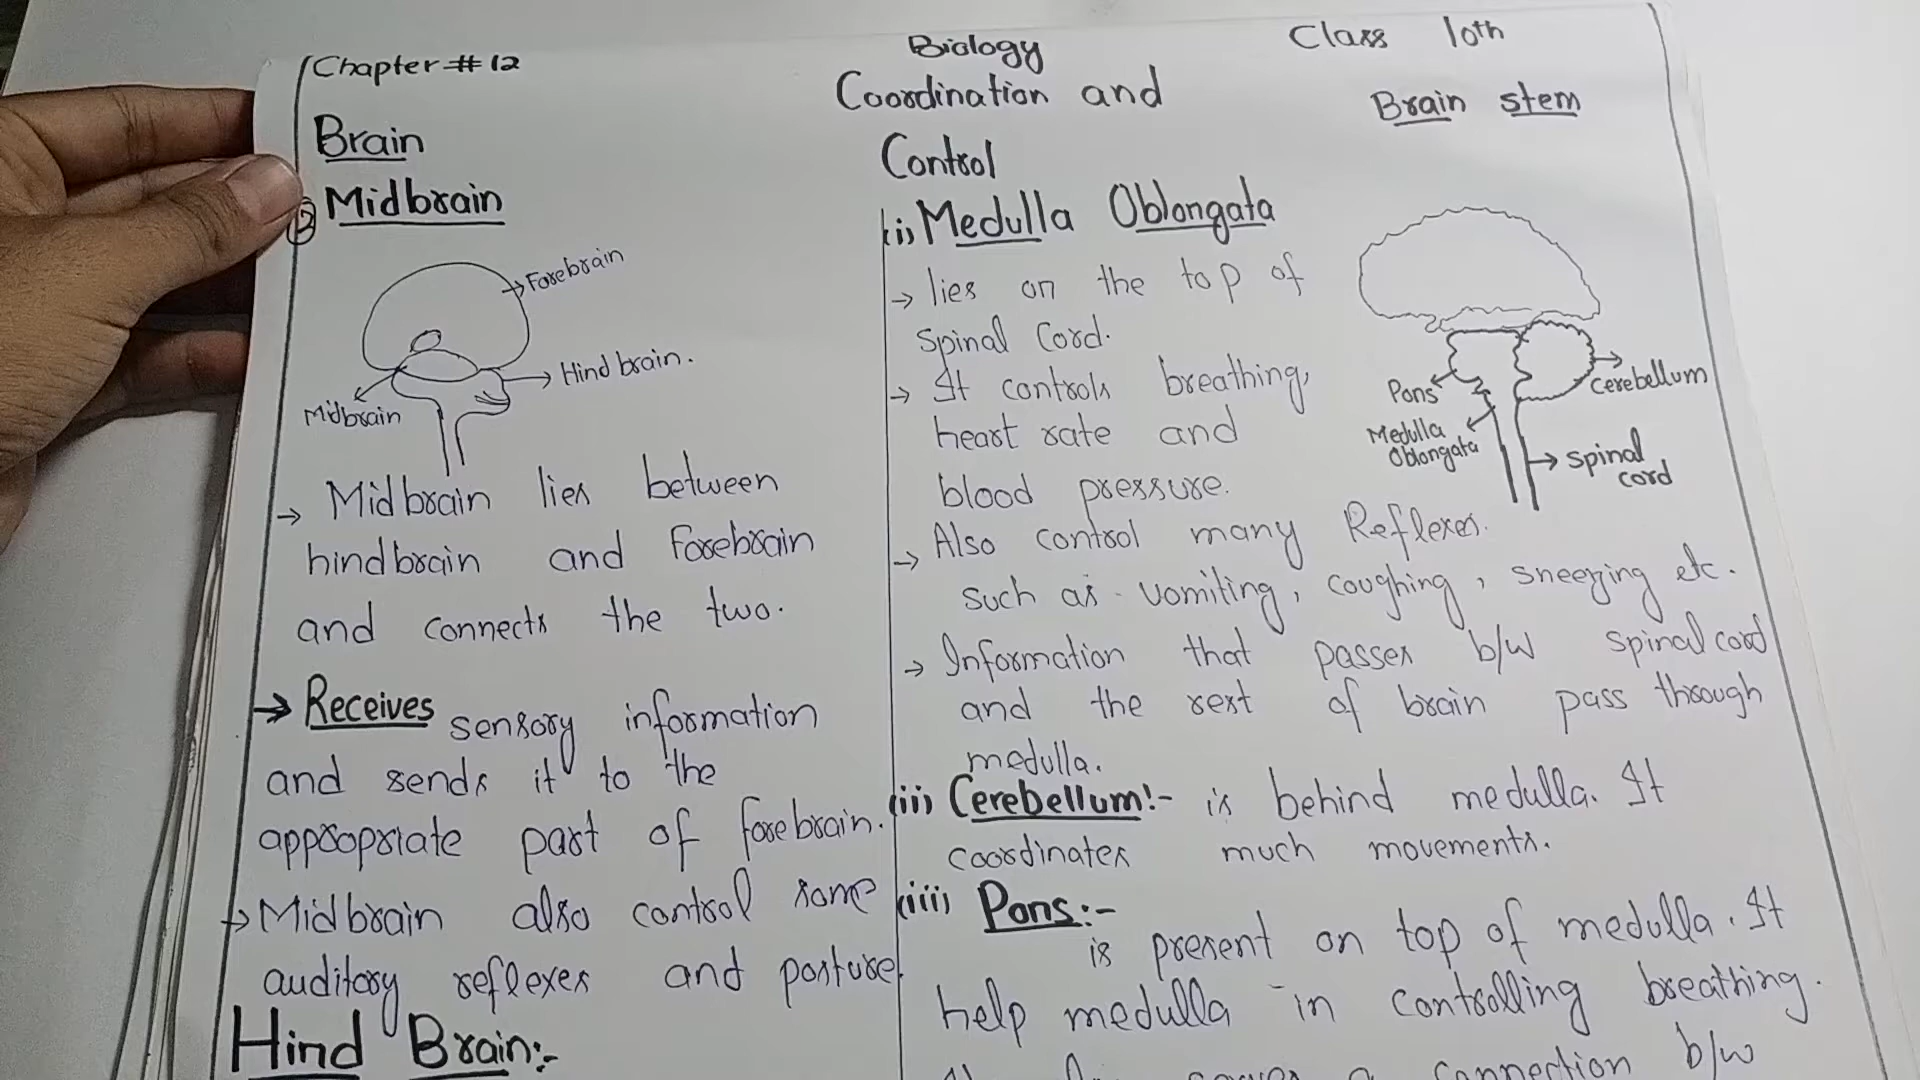 Chapter # 12
Biology
Class 10th
Coordination and
Control
Brain stem
Brain
Midbrain
Forebrain
Hind brain.
Midbrain
→ Midbrain lies between
hindbrain and Forebrain
and connects the two.
→ Receives sensory information
and sends it to the
appropriate part of forebrain.
→ Midbrain also control some
auditory reflexes and posture.
Hind Brain:-
(i) Medulla Oblongata
→ lies on the top of
Spinal Cord.
→ It controls breathing,
heart rate and
blood pressure.
→ Also control many Reflexes.
such as vomiting, coughing, sneezing etc.
→ Information that passes b/w spinal cord
and the rest of brain pass through
medulla.
Pons
Cerebellum
Medulla
Oblongata
spinal
cord
(ii) Cerebellum:- is behind medulla. It
coordinates much movements.
(iii) Pons:-
is present on top of medulla. It
help medulla in controlling breathing.
a connection b/w